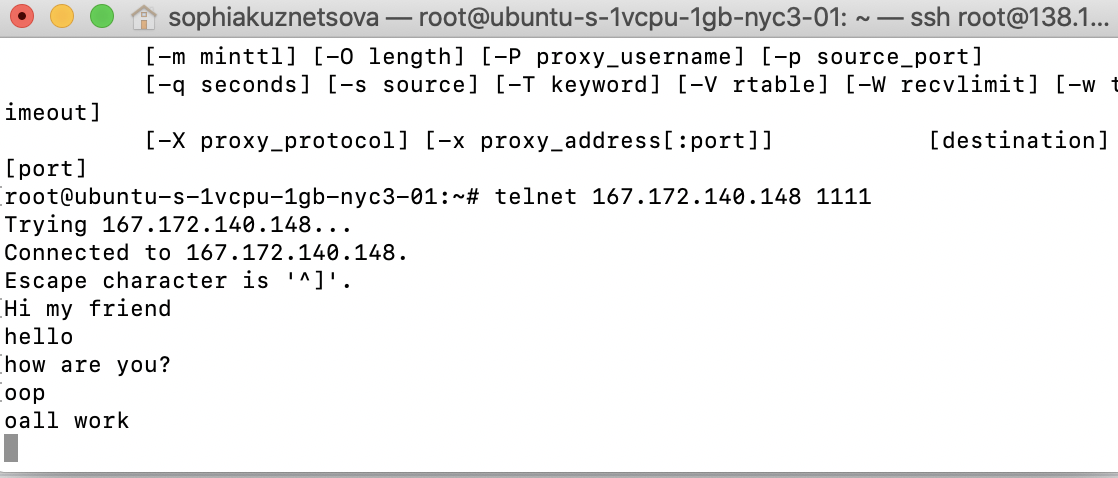 sophiakuznetsova — root@ubuntu-s-1vcpu-1gb-nyc3-01: ~ — ssh root@138.1...
[-m minttl] [-O length] [-P proxy_username] [-p source_port]
[-q seconds] [-s source] [-T keyword] [-V rtable] [-W recvlimit] [-w t
imeout]
[-X proxy_protocol] [-x proxy_address[:port]] [destination]
[port]
root@ubuntu-s-1vcpu-1gb-nyc3-01:~# telnet 167.172.140.148 1111
Trying 167.172.140.148...
Connected to 167.172.140.148.
Escape character is '^]'.
Hi my friend
hello
how are you?
oop
oall work